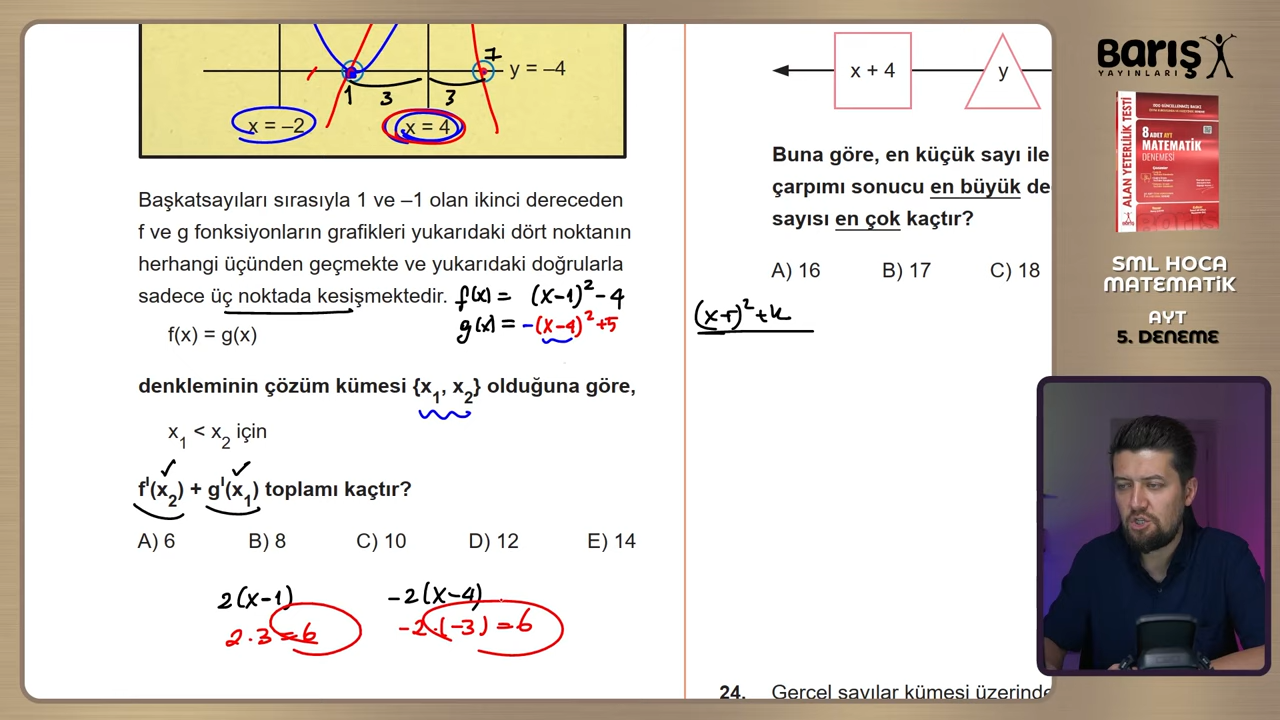 7
y = –4
1
3
3
x = –2
x = 4
Başkatsayıları sırasıyla 1 ve –1 olan ikinci dereceden
f ve g fonksiyonların grafikleri yukarıdaki dört noktanın
herhangi üçünden geçmekte ve yukarıdaki doğrularla
sadece üç noktada kesişmektedir.
f(x) = (x-1)² - 4
g(x) = -(x-4)² +5
f(x) = g(x)
denkleminin çözüm kümesi {x₁, x₂} olduğuna göre,
x₁ < x₂ için
f'(x₂) + g'(x₁) toplamı kaçtır?
A) 6 B) 8 C) 10 D) 12 E) 14
2(x-1)
2·3 = 6
-2(x-4)
-2·(-3) = 6
x + 4
y
Buna göre, en küçük sayı ile
çarpımı sonucu en büyük de
sayısı en çok kaçtır?
A) 16 B) 17 C) 18
(x-r)² + k
24. Gerçel sayılar kümesi üzerinde
BARIŞ
YAYINLARI
ALAN YETERLİLİK TESTİ
8 ADET AYT
MATEMATİK
DENEMESİ
SML HOCA
MATEMATİK
AYT
5. DENEME